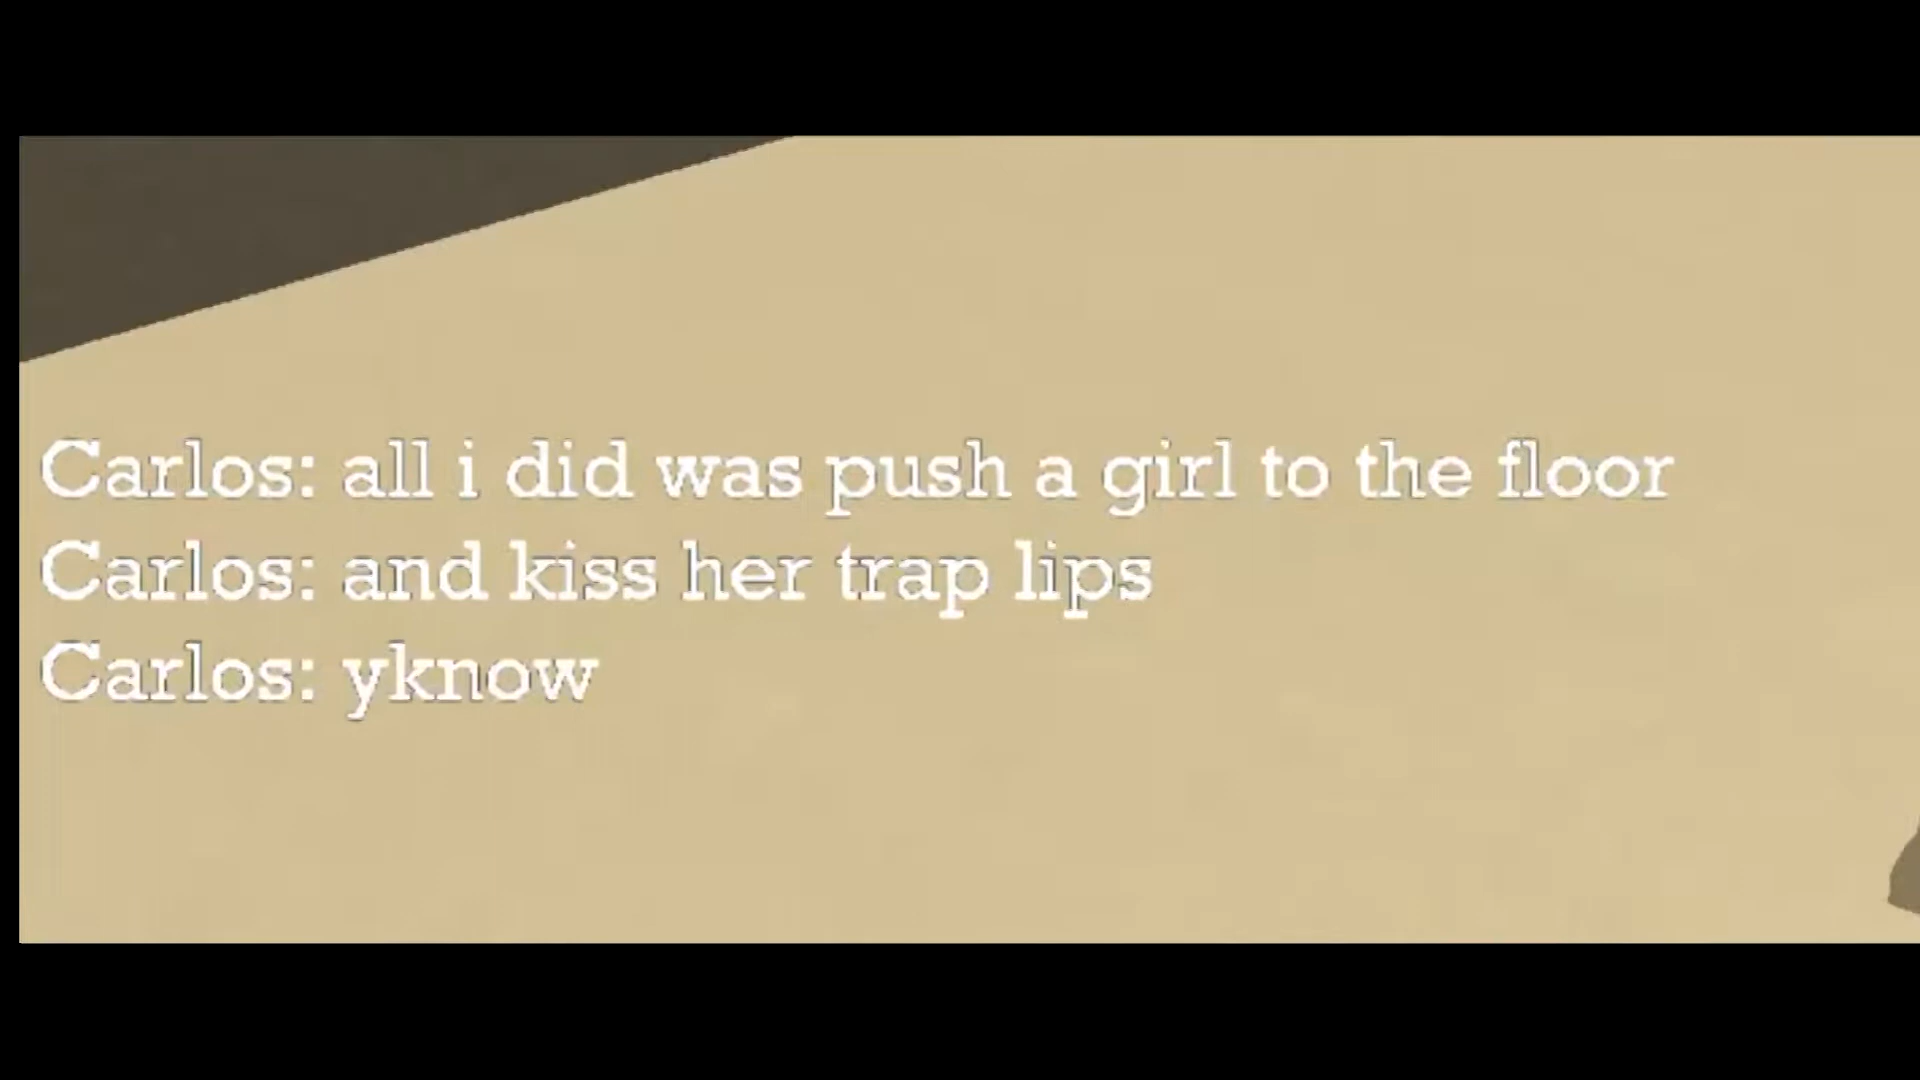 Carlos: all i did was push a girl to the floor
Carlos: and kiss her trap lips
Carlos: yknow